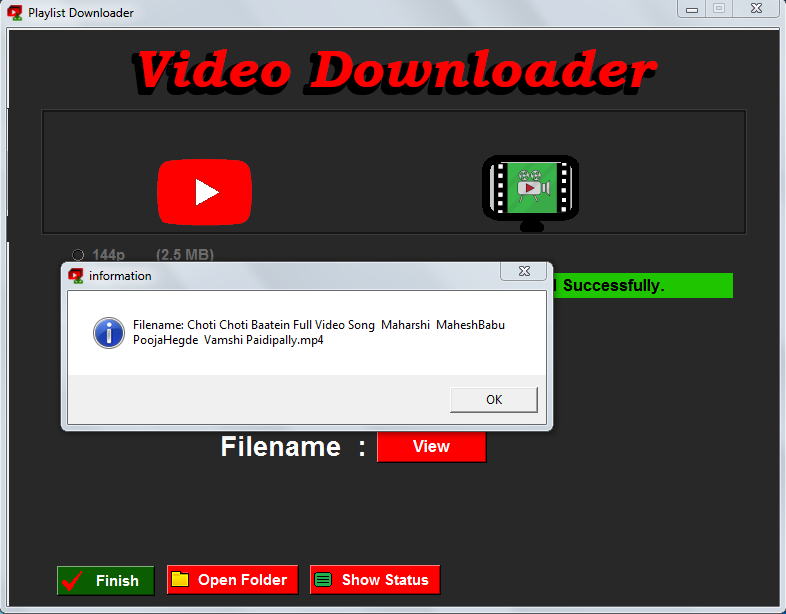 Playlist Downloader
Video Downloader
144p (2.5 MB)
Successfully.
information
Filename: Choti Choti Baatein Full Video Song  Maharshi  MaheshBabu
PoojaHegde  Vamshi Paidipally.mp4
OK
Filename :
View
Finish
Open Folder
Show Status